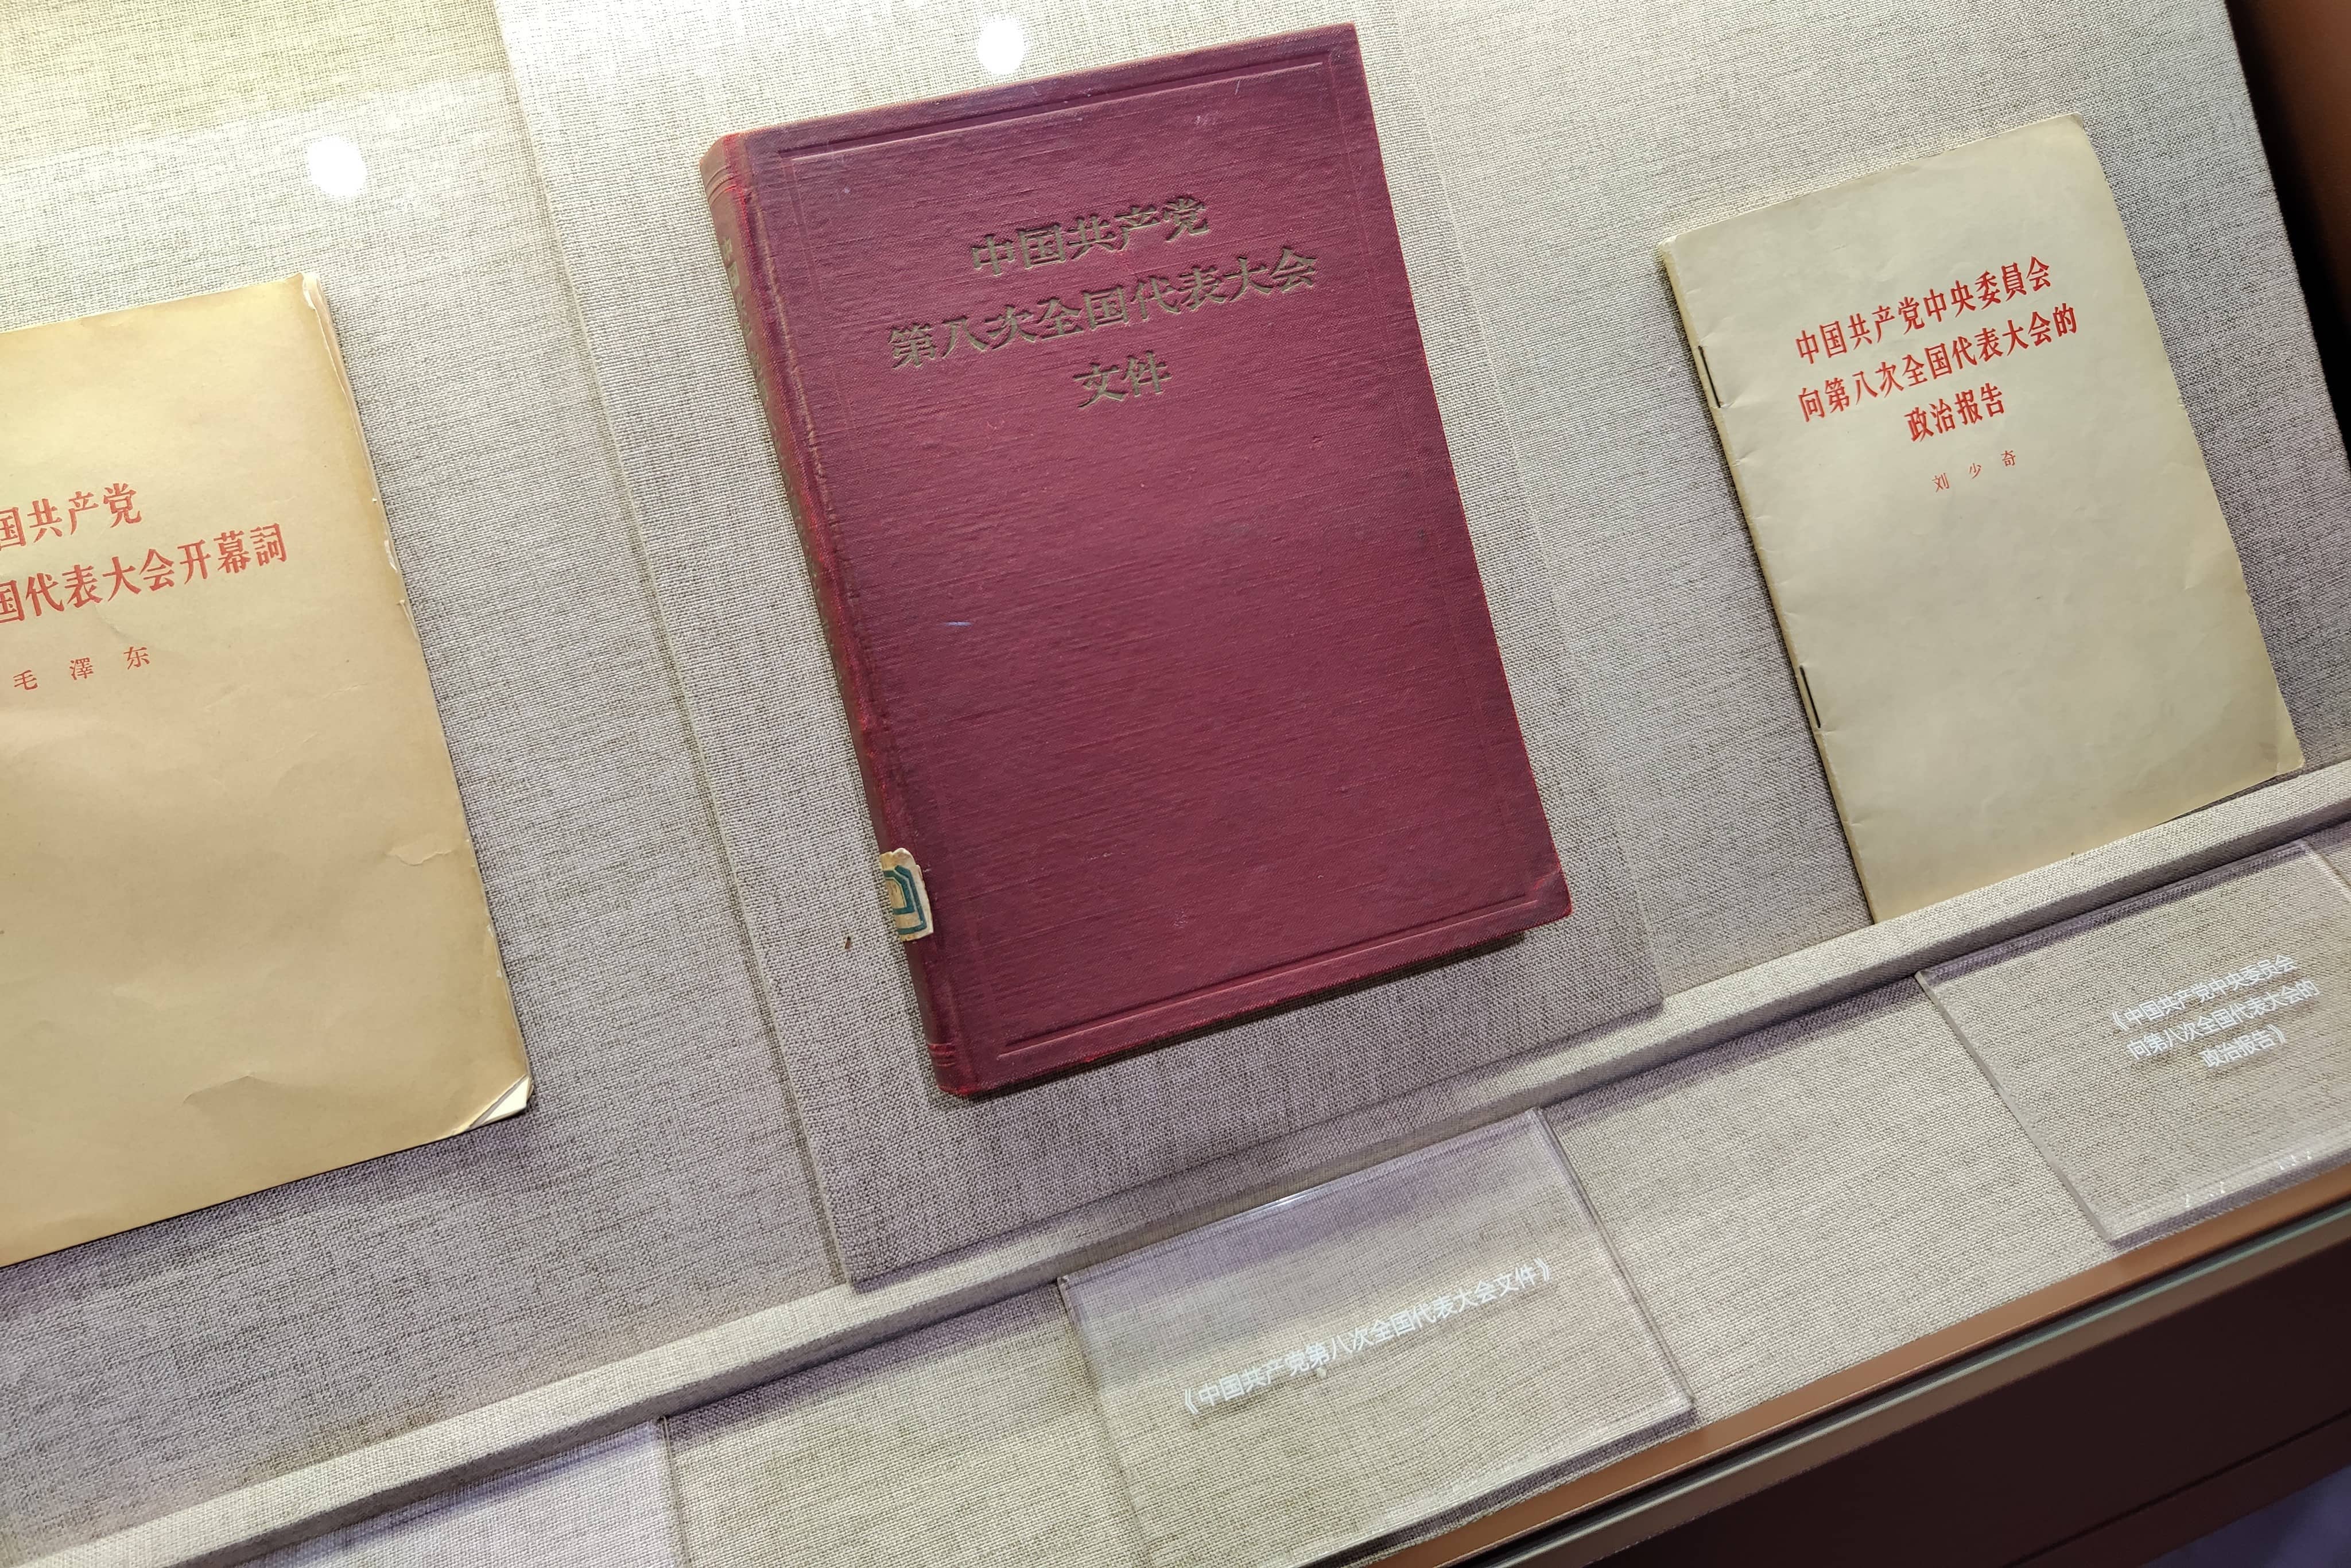 国共产党
国代表大会开幕詞
毛澤东
中国共产党
第八次全国代表大会
文件
中国共产党中央委員会
向第八次全国代表大会的
政治报告
刘少奇
《中国共产党第八次全国代表大会文件》
《中国共产党中央委员会
向第八次全国代表大会的
政治报告》